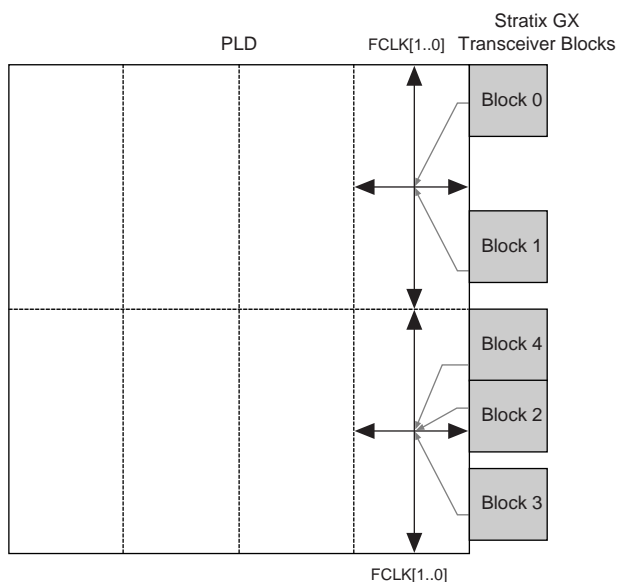 Stratix GX
PLD FCLK[1..0] Transceiver Blocks
Block 0
Block 1
Block 4
Block 2
Block 3
FCLK[1..0]